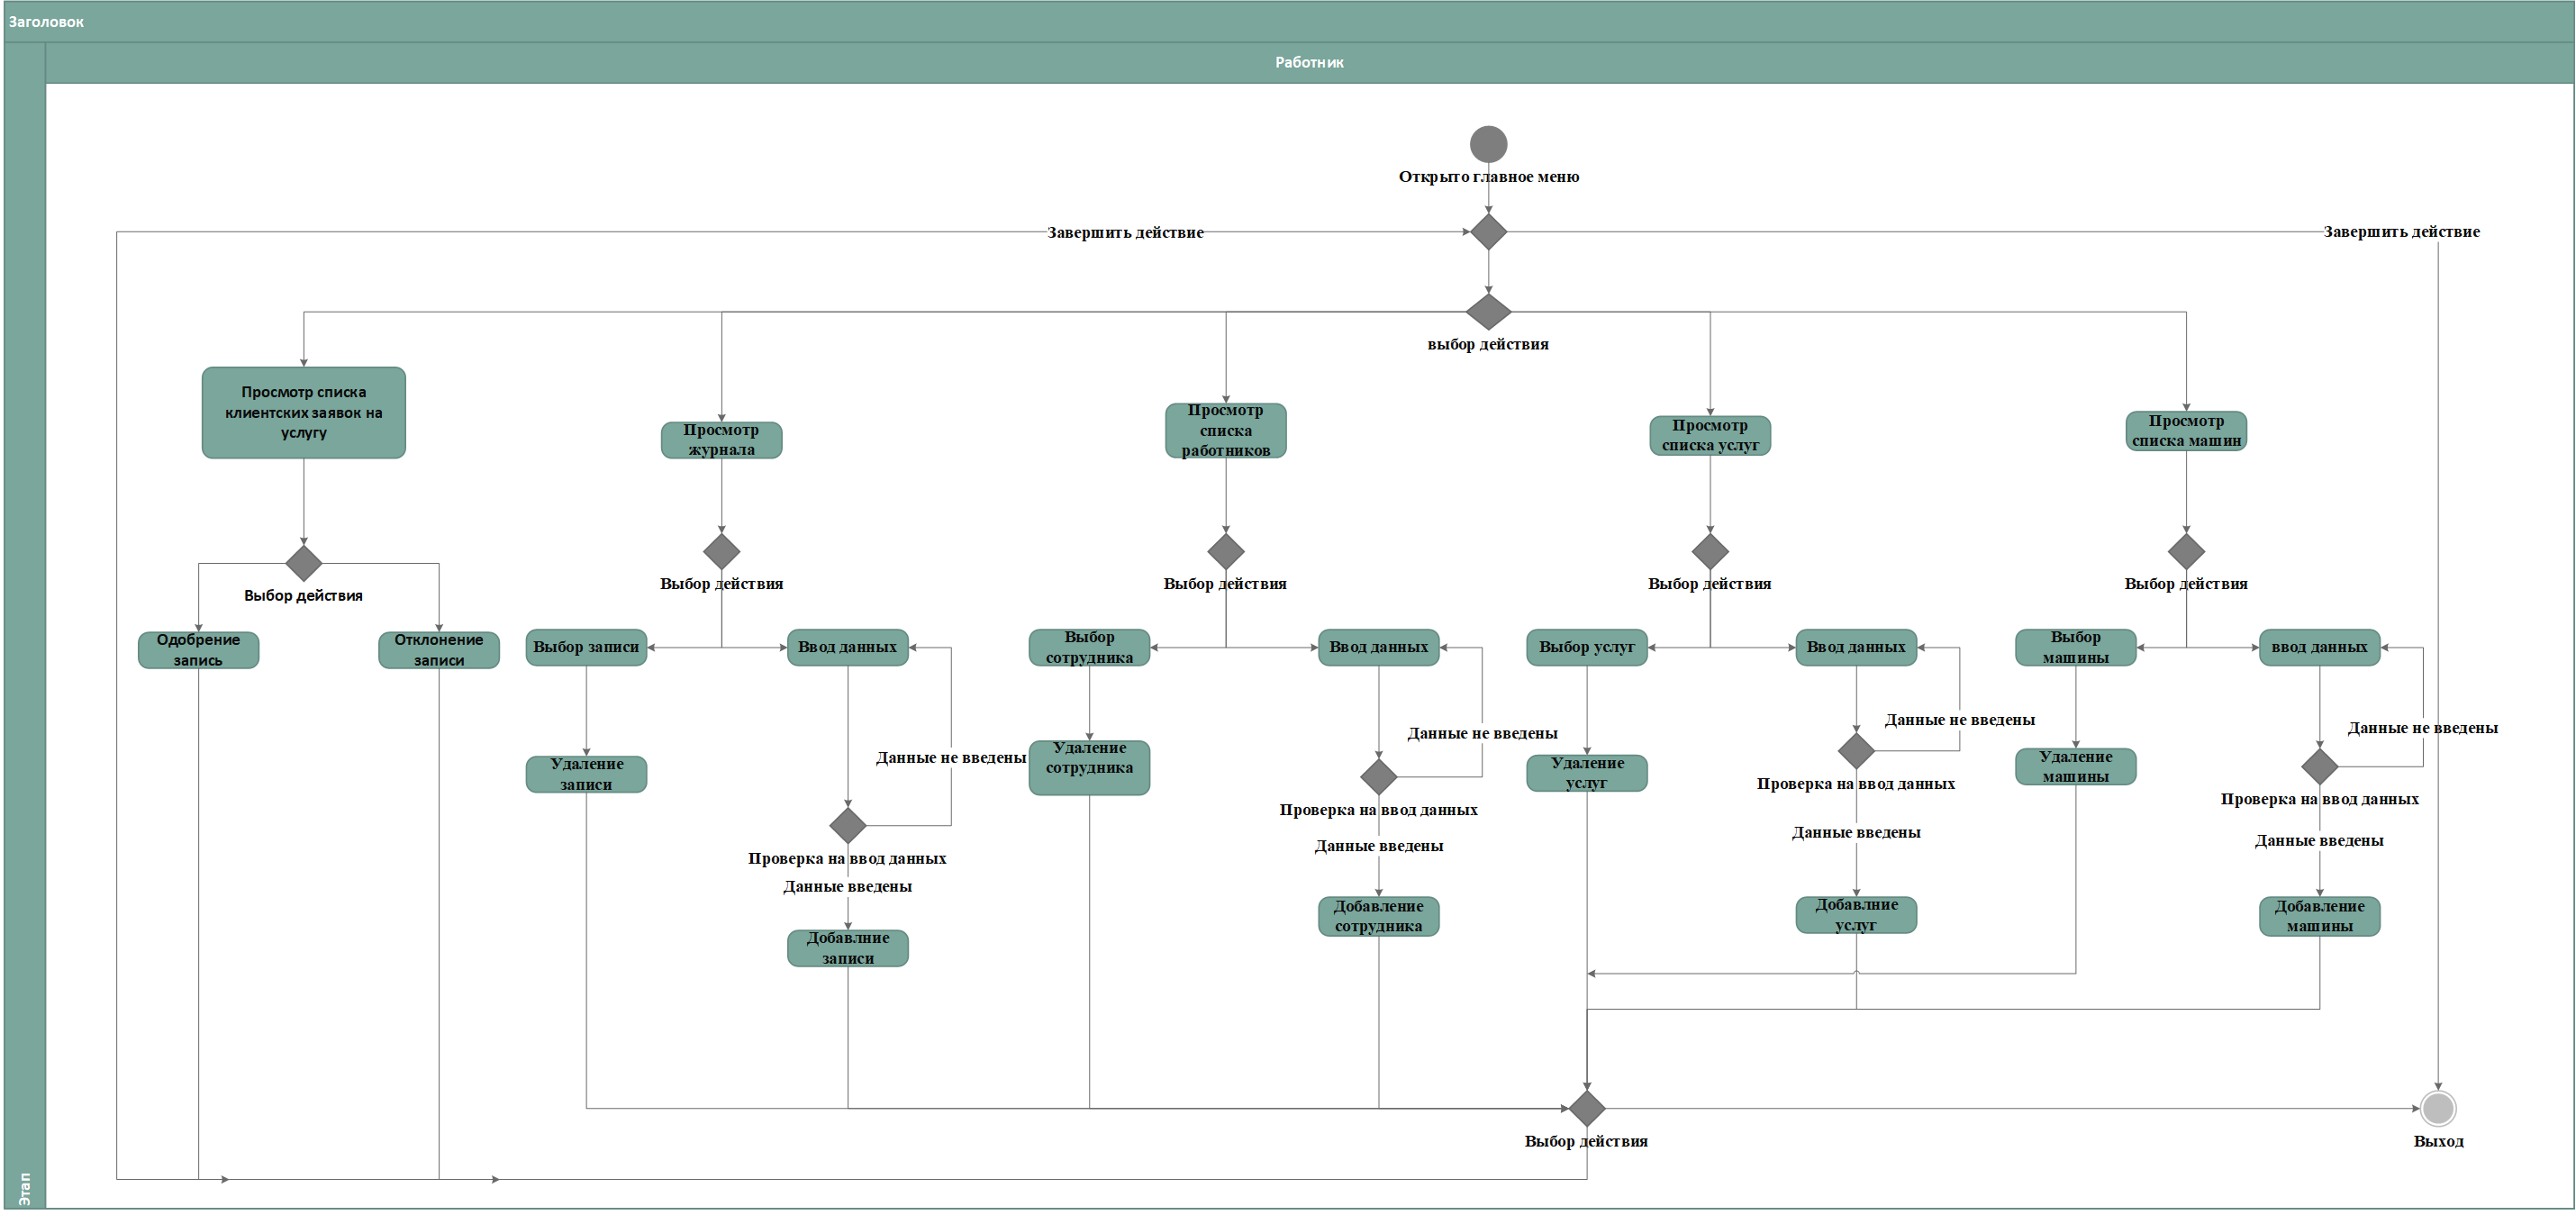 Заголовок
Работник
Этап
Открыто главное меню
Завершить действие
Завершить действие
выбор действия
Просмотр списка
клиентских заявок на
услугу
Просмотр
журнала
Просмотр
списка
работников
Просмотр
списка услуг
Просмотр
списка машин
Выбор действия
Выбор действия
Выбор действия
Выбор действия
Выбор действия
Одобрение
запись
Отклонение
записи
Выбор записи
Ввод данных
Выбор
сотрудника
Ввод данных
Выбор услуг
Ввод данных
Выбор
машины
ввод данных
Данные не введены
Данные не введены
Данные не введены
Данные не введены
Удаление
записи
Удаление
сотрудника
Удаление
услуг
Удаление
машины
Проверка на ввод данных
Данные введены
Проверка на ввод данных
Данные введены
Проверка на ввод данных
Данные введены
Проверка на ввод данных
Данные введены
Добавлние
записи
Добавление
сотрудника
Добавлние
услуг
Добавление
машины
Выбор действия
Выход